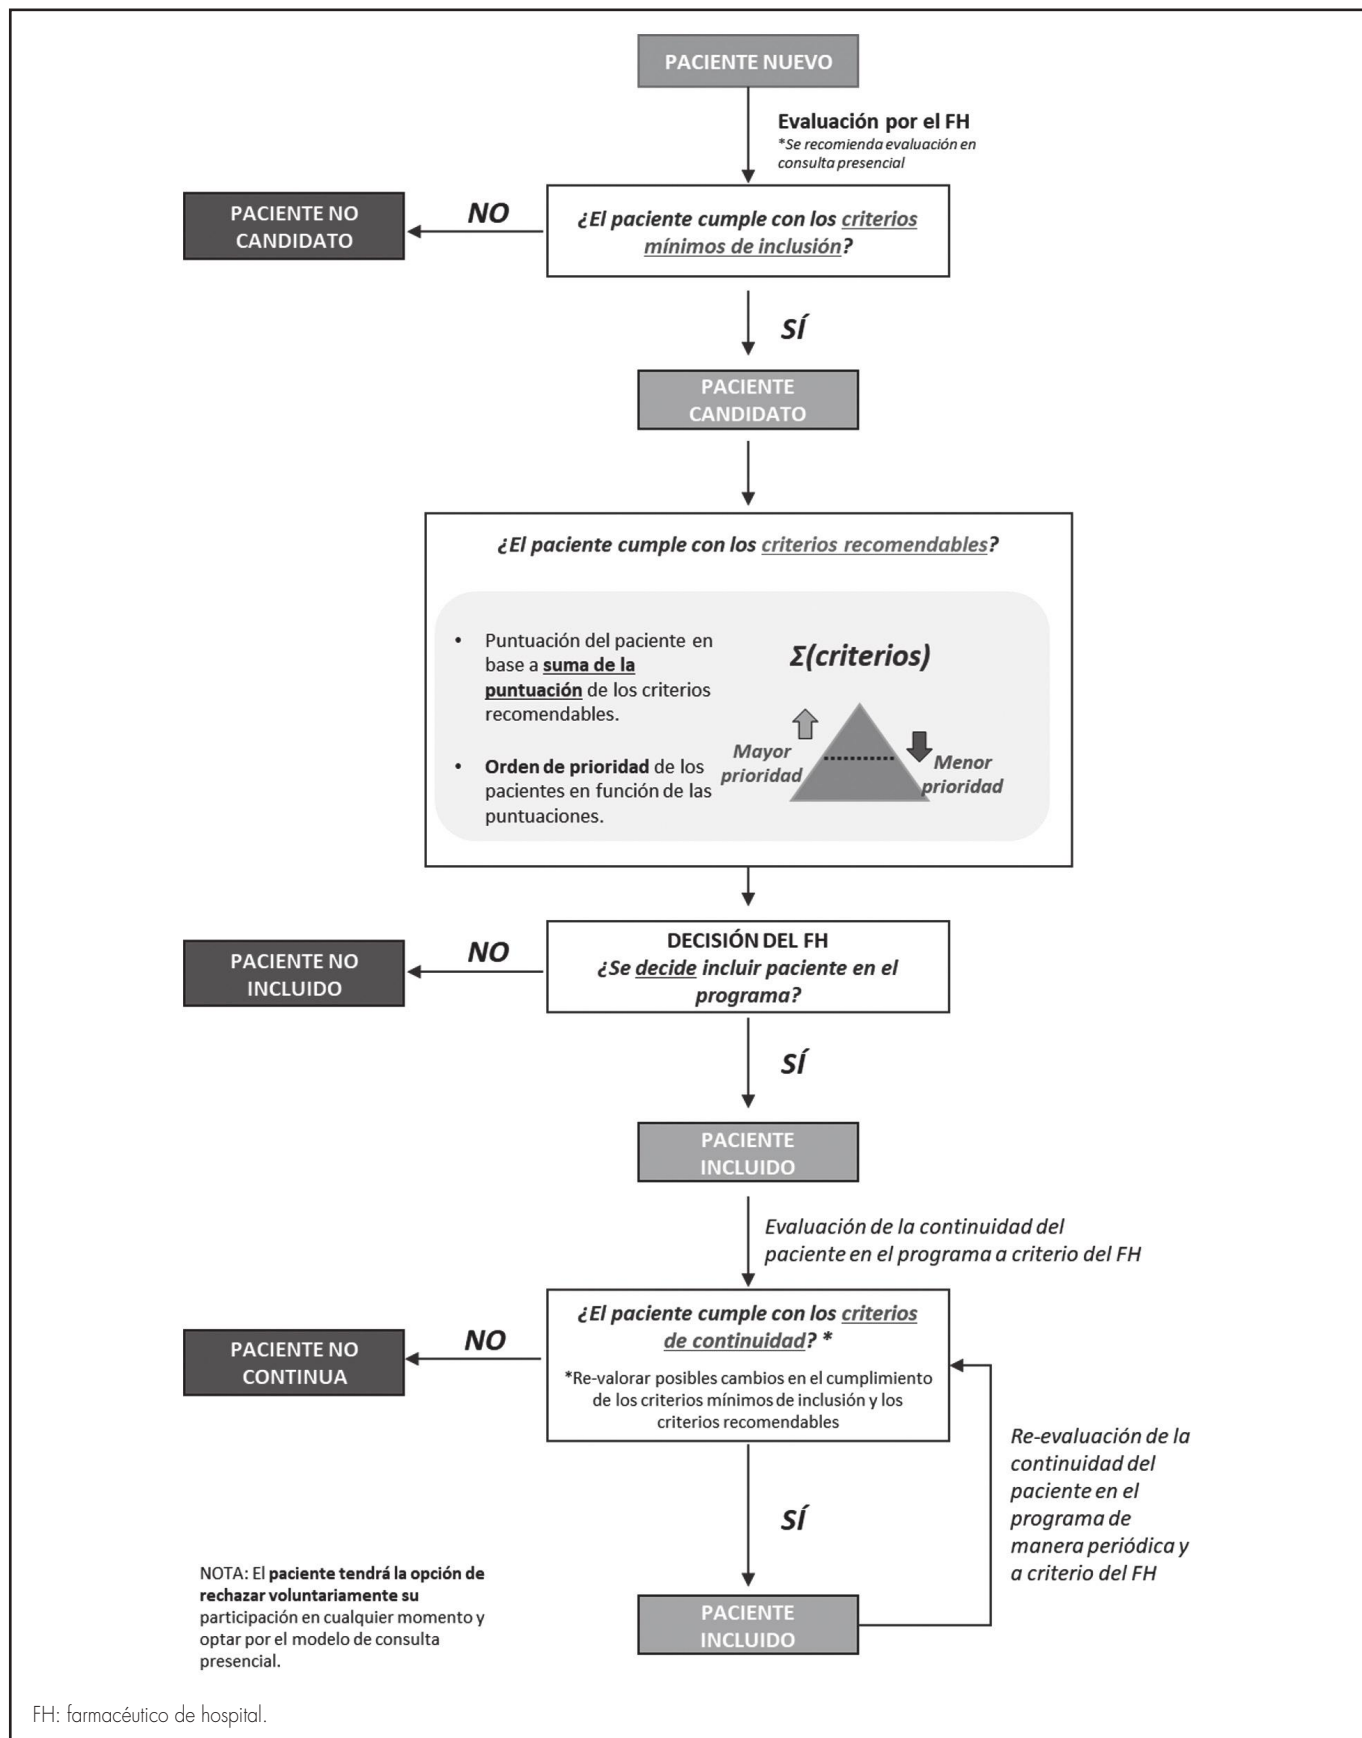 PACIENTE NUEVO
Evaluación por el FH
*Se recomienda evaluación en
consulta presencial
¿El paciente cumple con los criterios
mínimos de inclusión?
NO
PACIENTE NO
CANDIDATO
SÍ
PACIENTE
CANDIDATO
¿El paciente cumple con los criterios recomendables?
• Puntuación del paciente en
base a suma de la
puntuación de los criterios
recomendables.
• Orden de prioridad de los
pacientes en función de las
puntuaciones.
Σ(criterios)
Mayor
prioridad
Menor
prioridad
DECISIÓN DEL FH
¿Se decide incluir paciente en el
programa?
NO
PACIENTE NO
INCLUIDO
SÍ
PACIENTE
INCLUIDO
Evaluación de la continuidad del
paciente en el programa a criterio del FH
¿El paciente cumple con los criterios
de continuidad? *
*Re-valorar posibles cambios en el cumplimiento
de los criterios mínimos de inclusión y los
criterios recomendables
NO
PACIENTE NO
CONTINUA
SÍ
Re-evaluación de la
continuidad del
paciente en el
programa de
manera periódica y
a criterio del FH
PACIENTE
INCLUIDO
NOTA: El paciente tendrá la opción de
rechazar voluntariamente su
participación en cualquier momento y
optar por el modelo de consulta
presencial.
FH: farmacéutico de hospital.